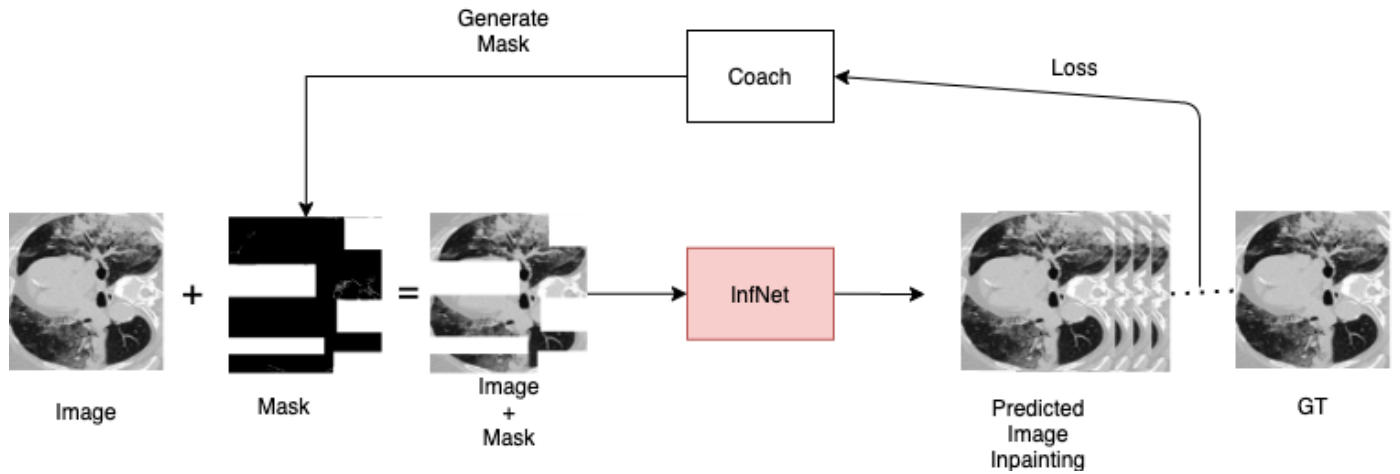 Generate
Mask
Coach
Loss
+
=
InfNet
Image
Mask
Image
+
Mask
Predicted
Image
Inpainting
GT